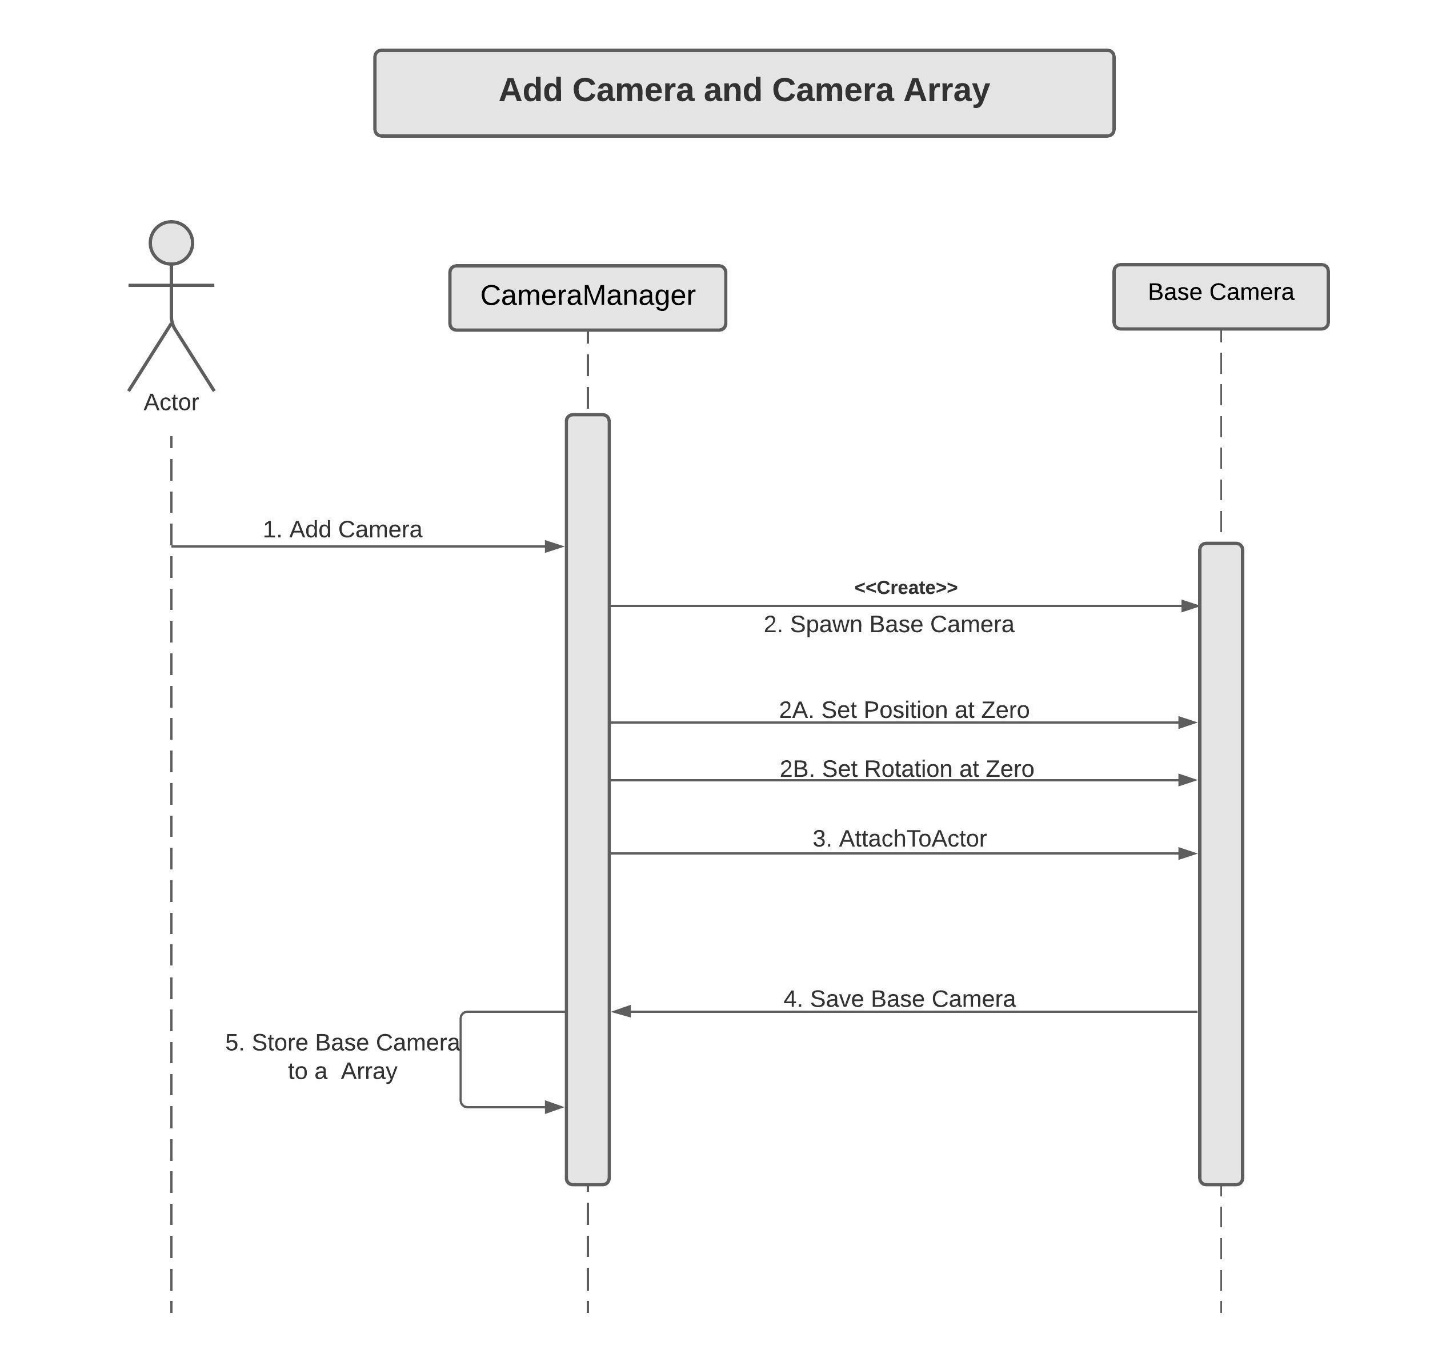 Add Camera and Camera Array
CameraManager
Base Camera
Actor
1. Add Camera
<<Create>>
2. Spawn Base Camera
2A. Set Position at Zero
2B. Set Rotation at Zero
3. AttachToActor
4. Save Base Camera
5. Store Base Camera
to a  Array